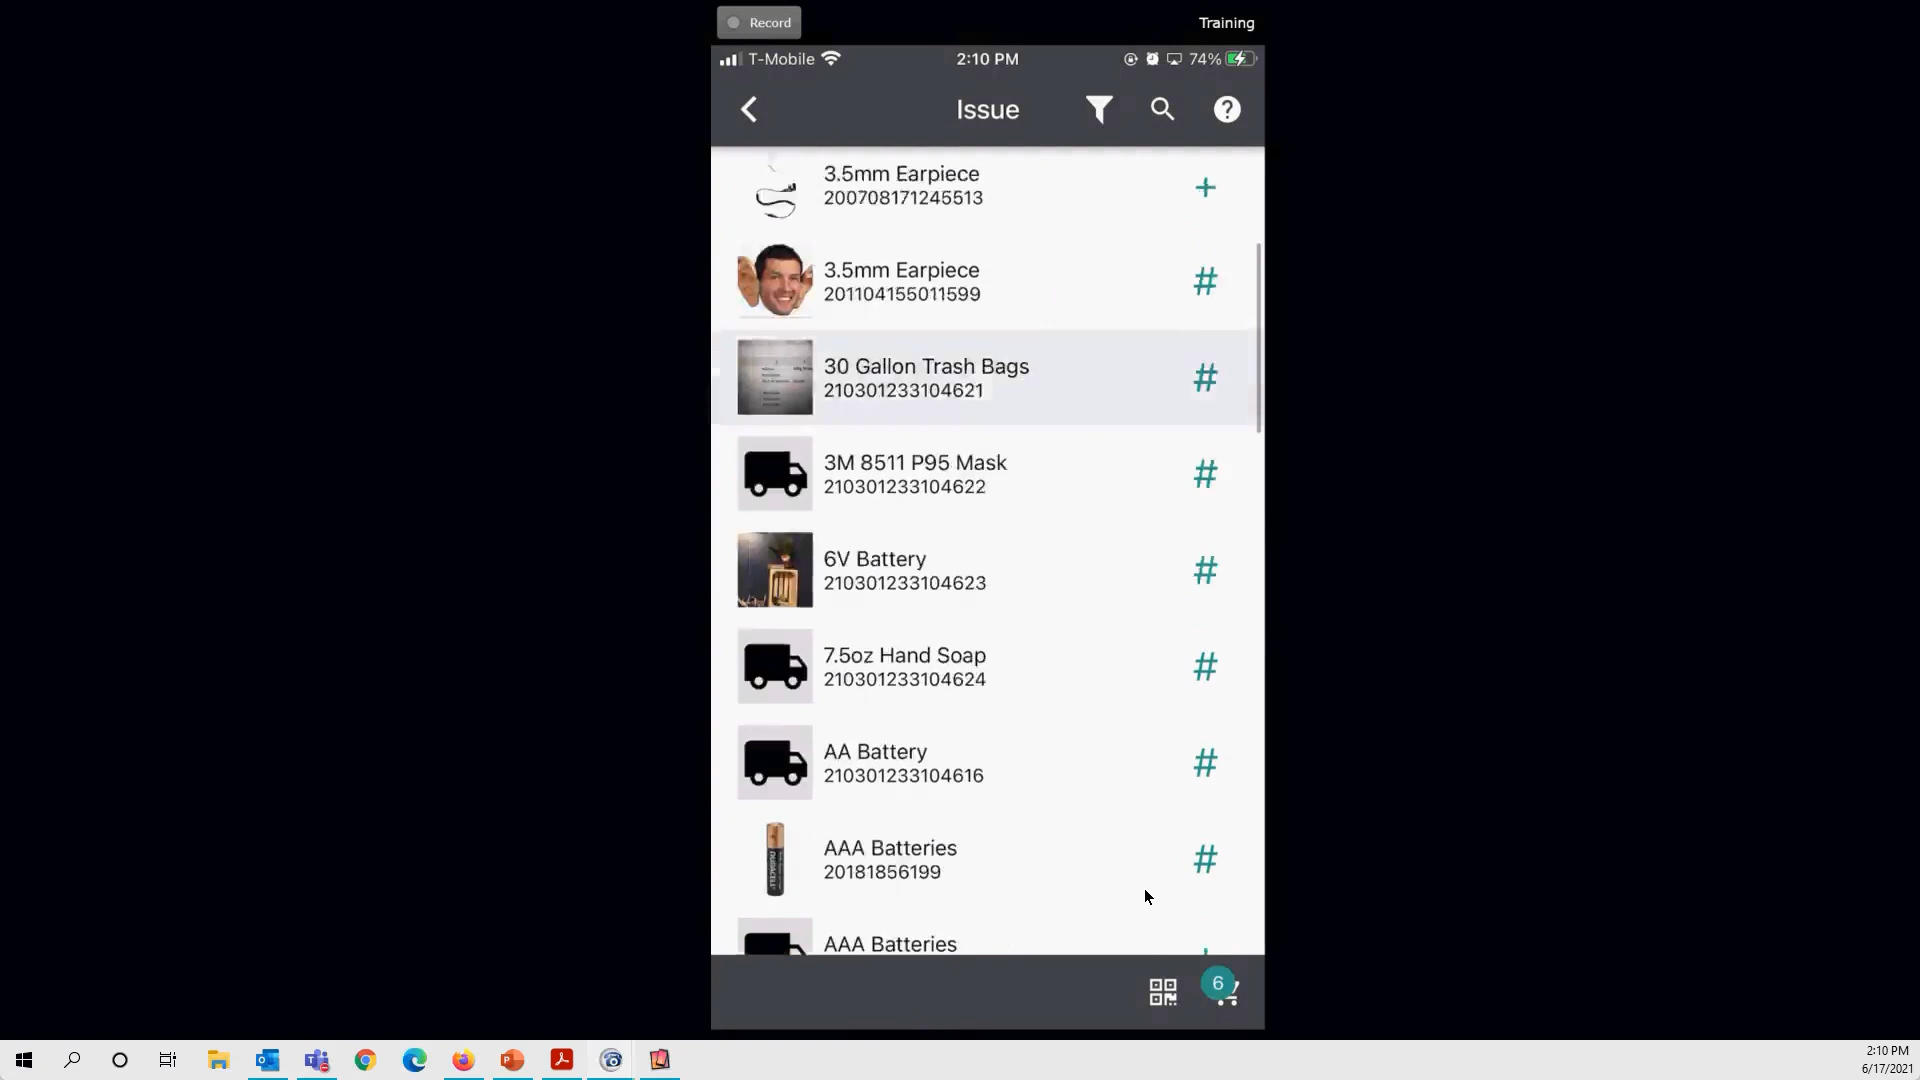 Record
Training
T-Mobile
2:10 PM
74%
Issue
3.5mm Earpiece
200708171245513
3.5mm Earpiece
201104155011599
30 Gallon Trash Bags
210301233104621
3M 8511 P95 Mask
210301233104622
6V Battery
210301233104623
7.5oz Hand Soap
210301233104624
AA Battery
210301233104616
DURACELL
AAA Batteries
20181856199
AAA Batteries
6
2:10 PM
6/17/2021